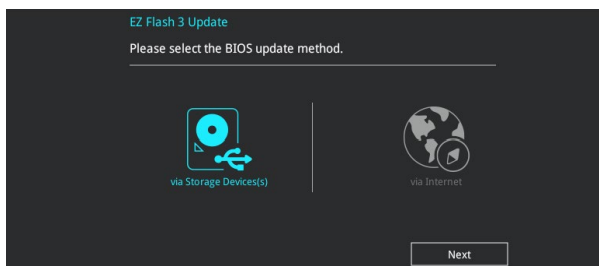 EZ Flash 3 Update
Please select the BIOS update method.
via Storage Devices(s)
via Internet
Next